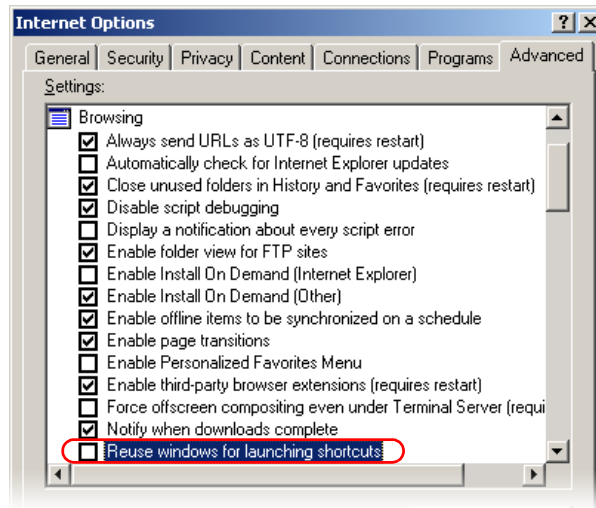 Internet Options
General Security Privacy Content Connections Programs Advanced
Settings:
Browsing
Always send URLs as UTF-8 (requires restart)
Automatically check for Internet Explorer updates
Close unused folders in History and Favorites (requires restart)
Disable script debugging
Display a notification about every script error
Enable folder view for FTP sites
Enable Install On Demand (Internet Explorer)
Enable Install On Demand (Other)
Enable offline items to be synchronized on a schedule
Enable page transitions
Enable Personalized Favorites Menu
Enable third-party browser extensions (requires restart)
Force offscreen compositing even under Terminal Server (requi
Notify when downloads complete
Reuse windows for launching shortcuts